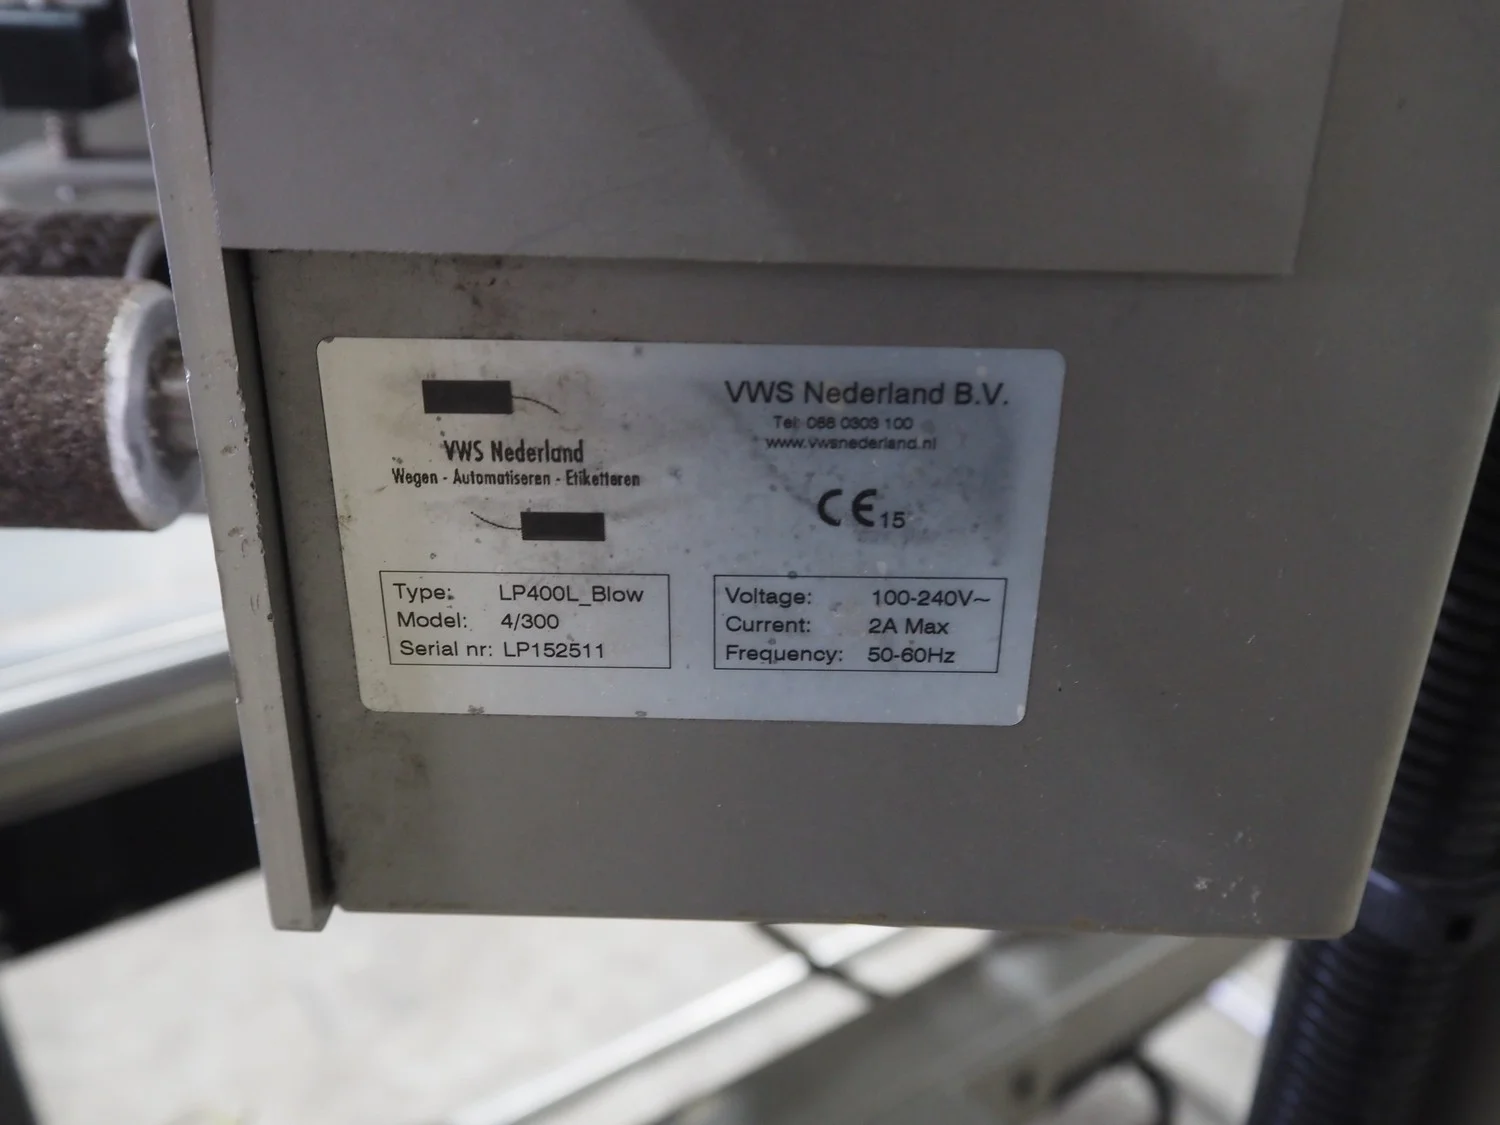 VWS Nederland
Wegen - Automatiseren - Etiketteren
VWS Nederland B.V.
Tel: 088 0303 100
www.vwsnederland.nl
CE15
Type: LP400L_Blow
Model: 4/300
Serial nr: LP152511
Voltage: 100-240V~
Current: 2A Max
Frequency: 50-60Hz